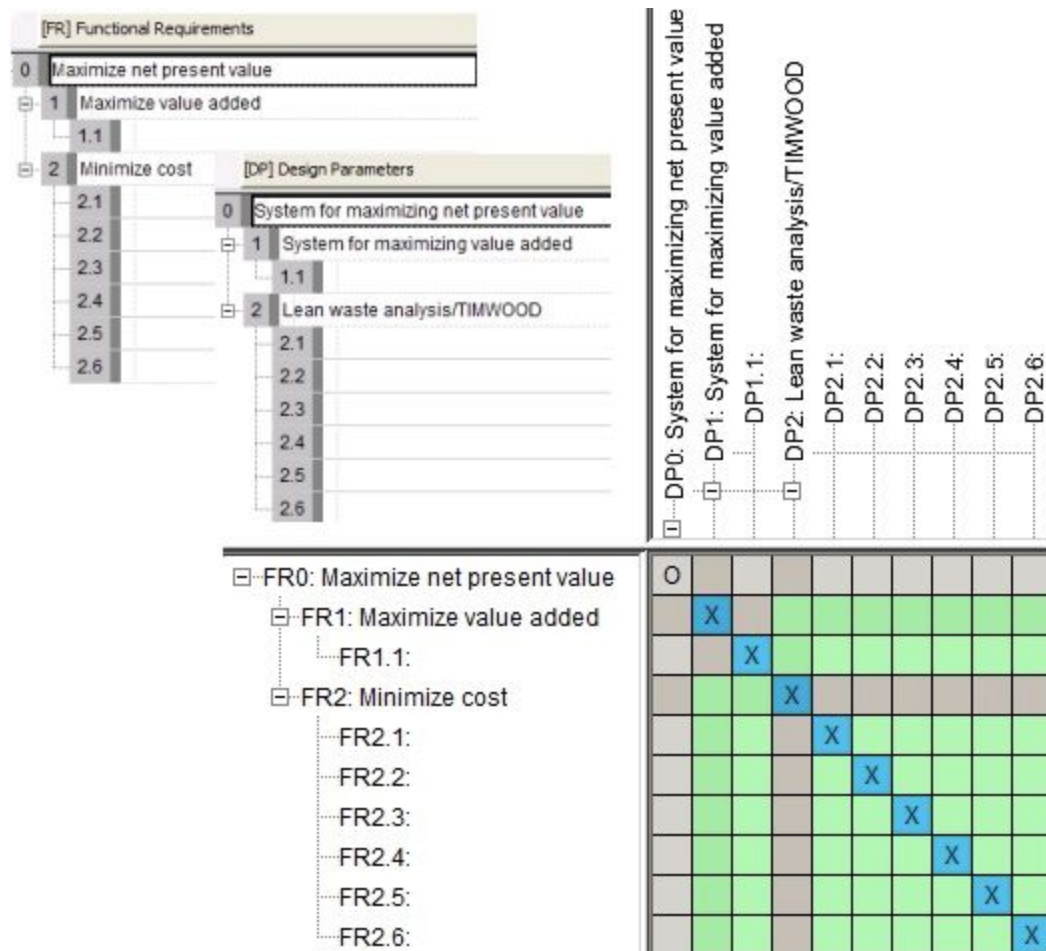 [FR] Functional Requirements
0 Maximize net present value
1 Maximize value added
1.1
2 Minimize cost
2.1
2.2
2.3
2.4
2.5
2.6
[DP] Design Parameters
0 System for maximizing net present value
1 System for maximizing value added
1.1
2 Lean waste analysis/TIMWOOD
2.1
2.2
2.3
2.4
2.5
2.6
DP0: System for maximizing net present value
DP1: System for maximizing value added
DP1.1:
DP2: Lean waste analysis/TIMWOOD
DP2.1:
DP2.2:
DP2.3:
DP2.4:
DP2.5:
DP2.6:
FR0: Maximize net present value O
FR1: Maximize value added X
FR1.1: X
FR2: Minimize cost X
FR2.1: X
FR2.2: X
FR2.3: X
FR2.4: X
FR2.5: X
FR2.6: X